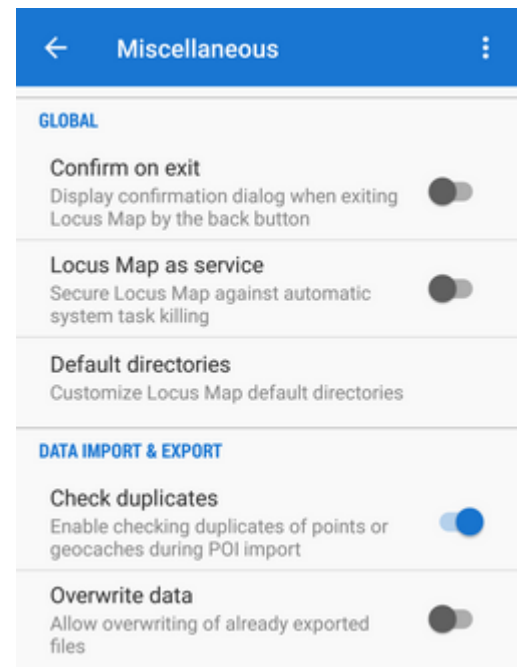 Miscellaneous
GLOBAL
Confirm on exit
Display confirmation dialog when exiting
Locus Map by the back button
Locus Map as service
Secure Locus Map against automatic
system task killing
Default directories
Customize Locus Map default directories
DATA IMPORT & EXPORT
Check duplicates
Enable checking duplicates of points or
geocaches during POI import
Overwrite data
Allow overwriting of already exported
files